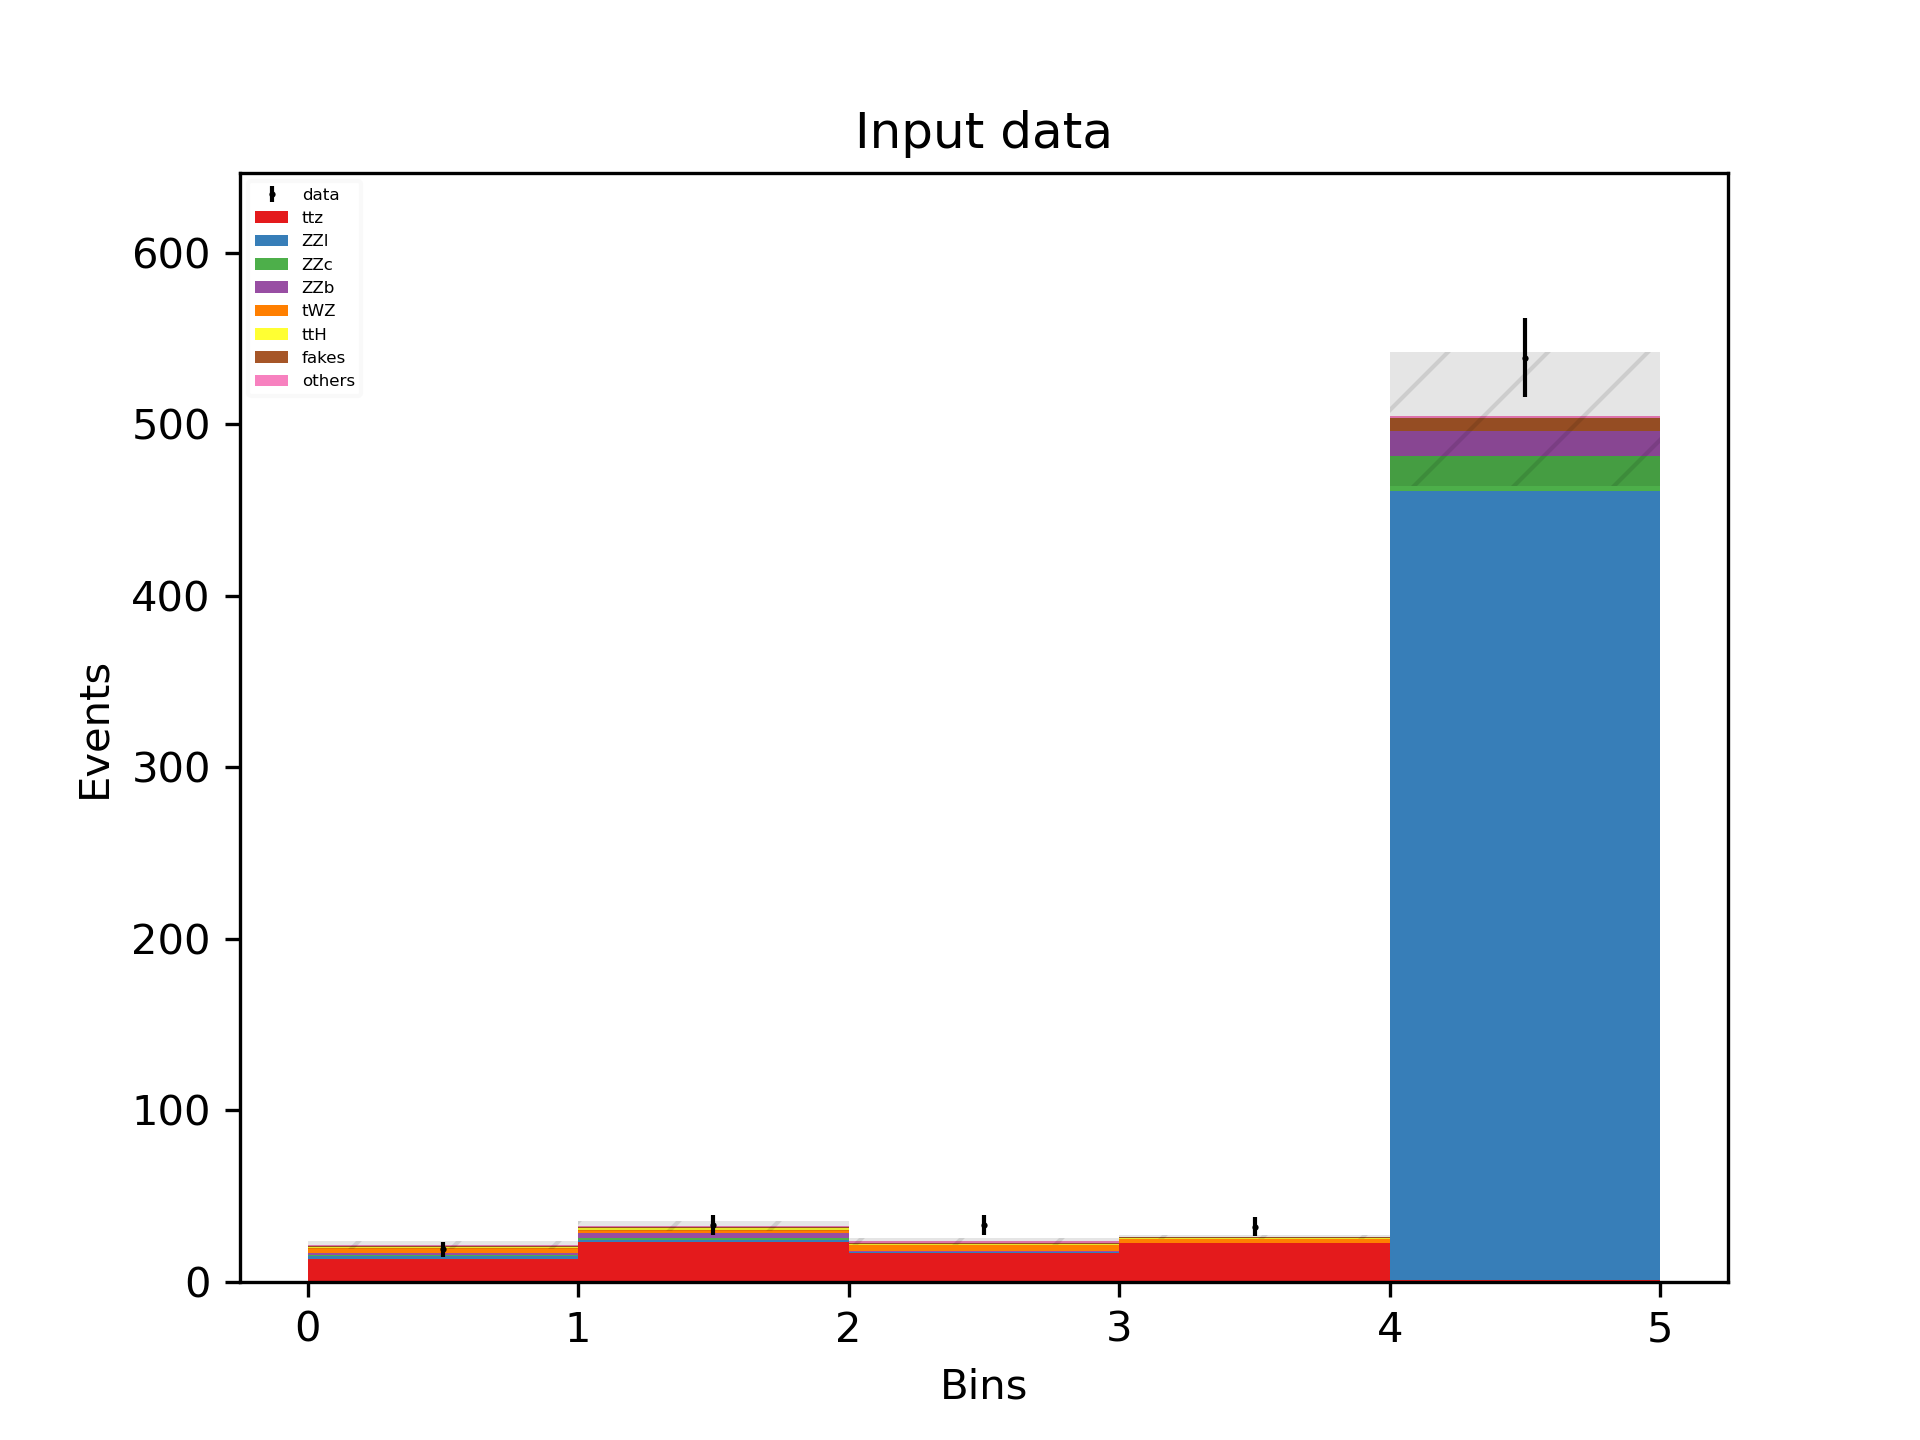 Input data
data
ttz
ZZl
ZZc
ZZb
tWZ
ttH
fakes
others
600
500
400
300
200
100
0
Events
0 1 2 3 4 5
Bins